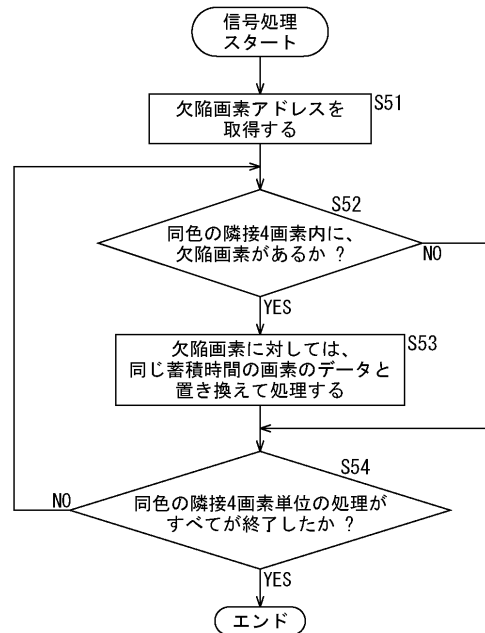 信号処理
スタート
欠陥画素アドレスを
取得する
S51
S52
同色の隣接4画素内に、
欠陥画素があるか ?
NO
YES
欠陥画素に対しては、
同じ蓄積時間の画素のデータと
置き換えて処理する
S53
S54
同色の隣接4画素単位の処理が
すべてが終了したか ?
NO
YES
エンド